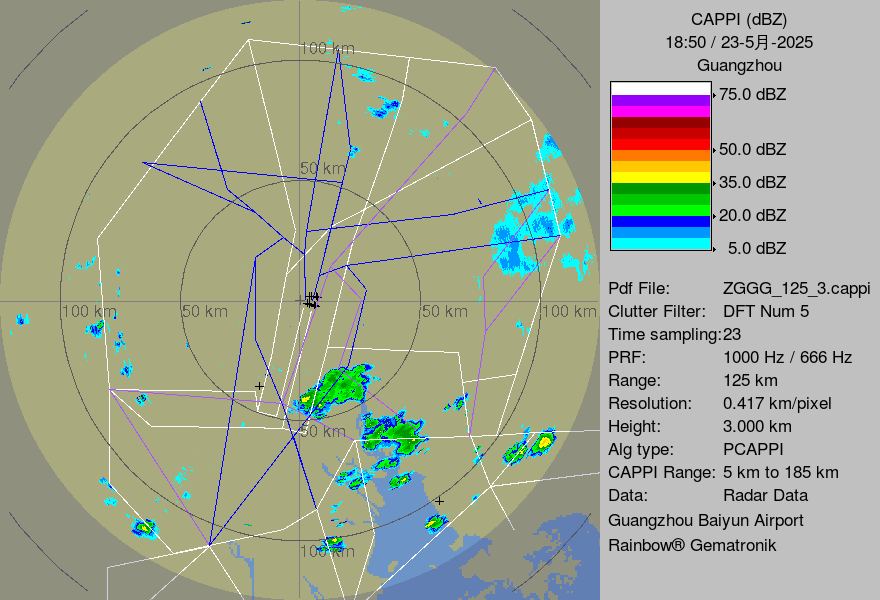 CAPPI (dBZ)
18:50 / 23-5月-2025
Guangzhou
75.0 dBZ
50.0 dBZ
35.0 dBZ
20.0 dBZ
5.0 dBZ
Pdf File: ZGGG_125_3.cappi
Clutter Filter: DFT Num 5
Time sampling:23
PRF: 1000 Hz / 666 Hz
Range: 125 km
Resolution: 0.417 km/pixel
Height: 3.000 km
Alg type: PCAPPI
CAPPI Range: 5 km to 185 km
Data: Radar Data
Guangzhou Baiyun Airport
Rainbow® Gematronik
100 km
50 km
100 km
50 km
50 km
100 km
50 km
100 km